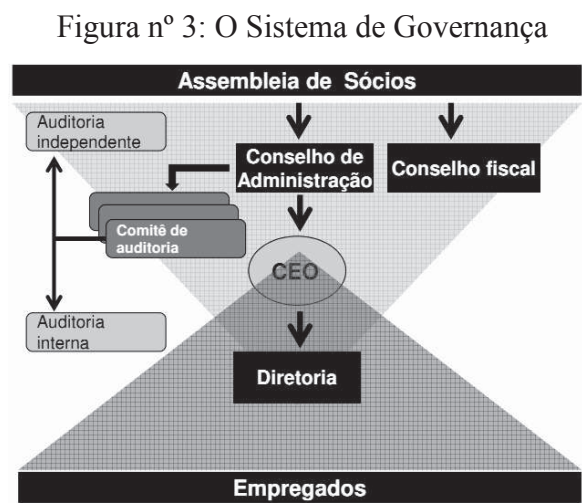 Figura nº 3: O Sistema de Governança
Assembleia de Sócios
Auditoria
independente
Conselho de
Administração
Conselho fiscal
Comitê de
auditoria
CEO
Auditoria
interna
Diretoria
Empregados